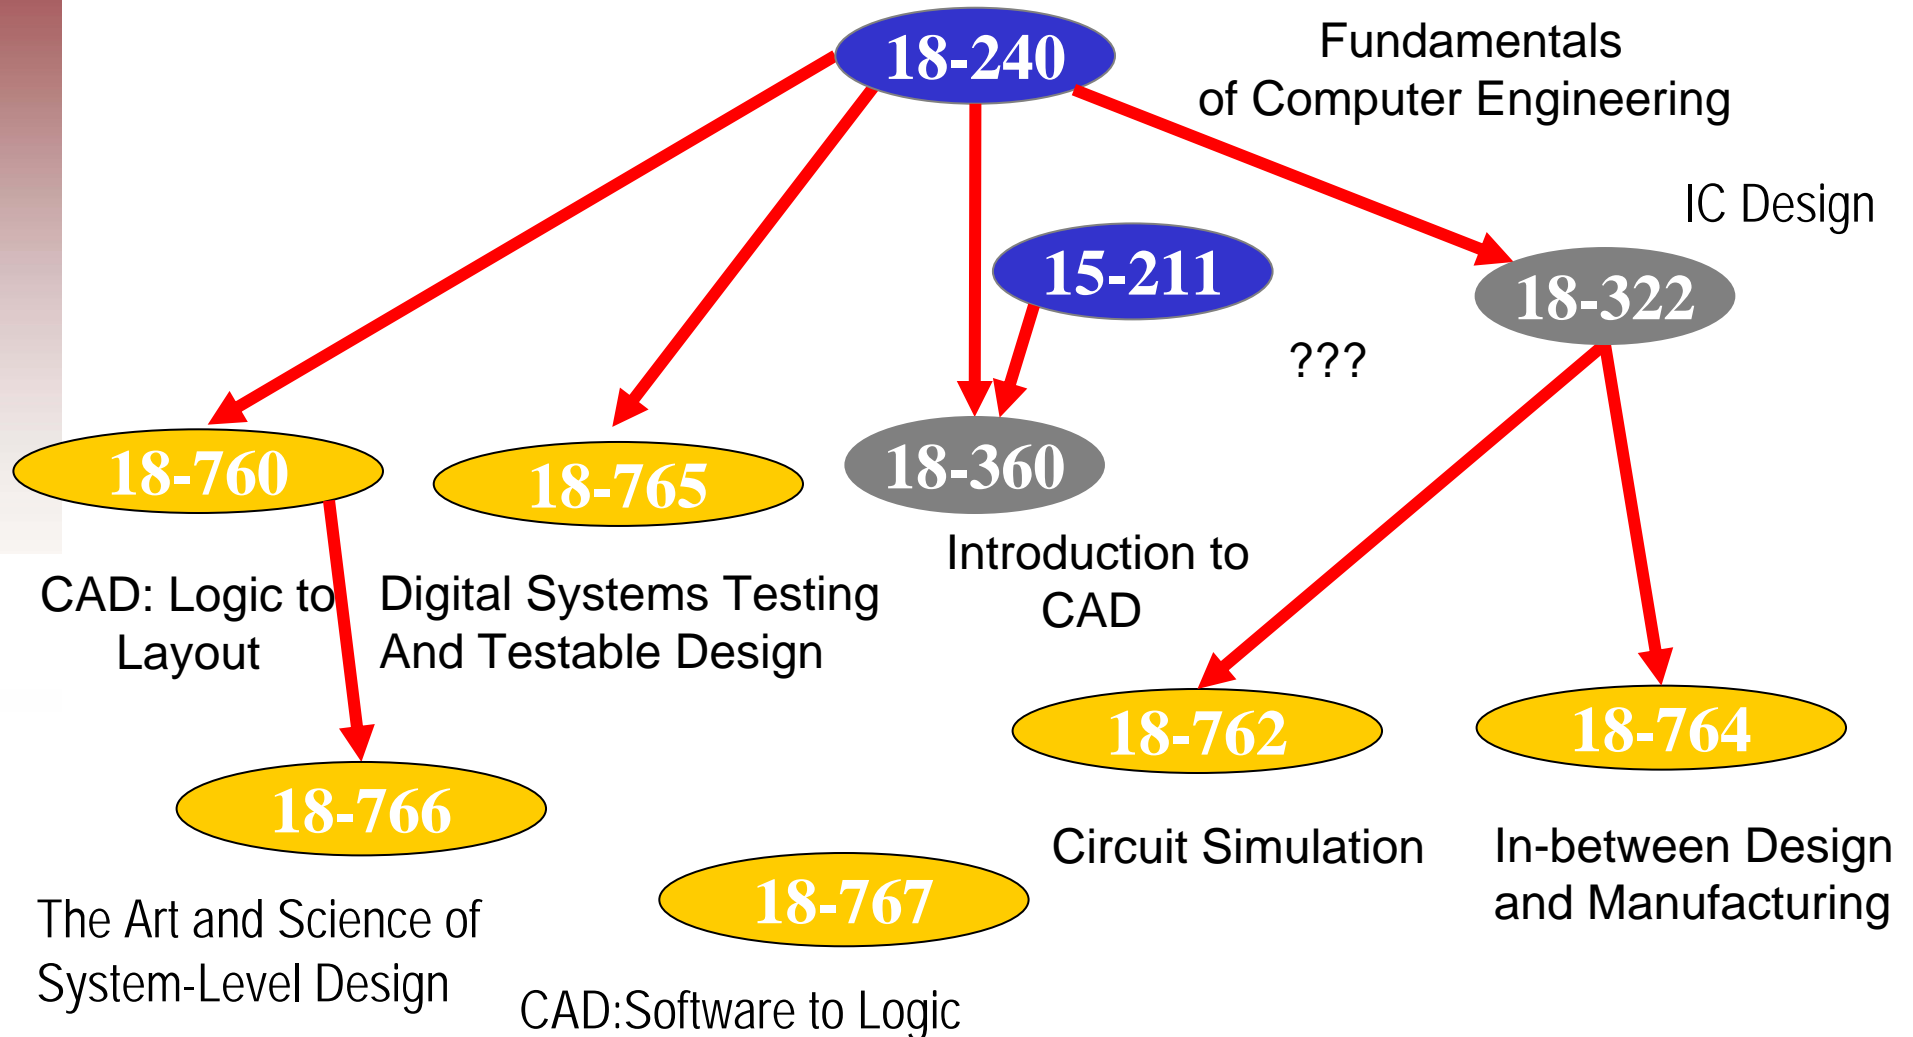 18-240
Fundamentals
of Computer Engineering
IC Design
15-211
18-322
???
18-760
18-765
18-360
Introduction to
CAD
CAD: Logic to
Layout
Digital Systems Testing
And Testable Design
18-762
18-764
18-766
Circuit Simulation
In-between Design
and Manufacturing
18-767
The Art and Science of
System-Level Design
CAD:Software to Logic